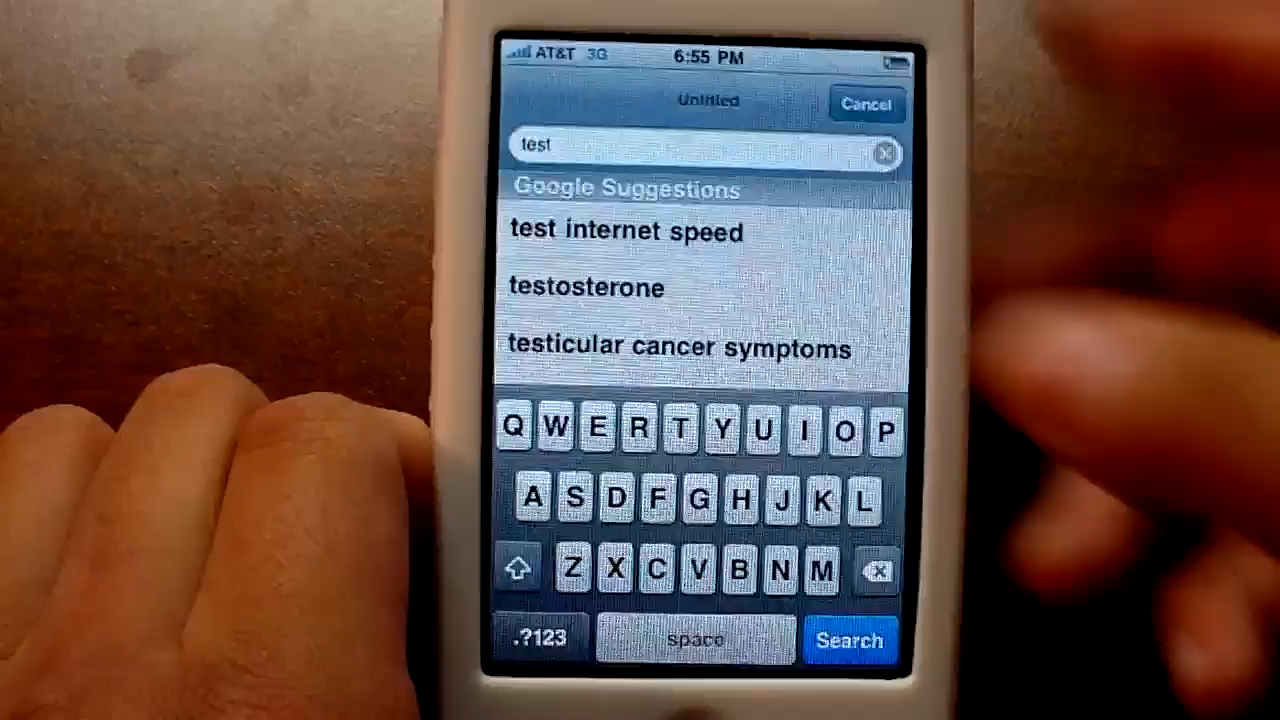 AT&T 3G 6:55 PM
Untitled Cancel
test
Google Suggestions
test internet speed
testosterone
testicular cancer symptoms
Q W E R T Y U I O P
A S D F G H J K L
Z X C V B N M
.?123 space Search